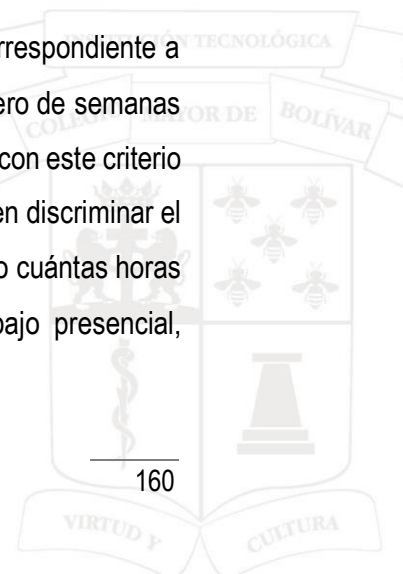 INSTITUCIÓN TECNOLÓGICA
COLEGIO MAYOR DE BOLÍVAR
rrespondiente a
ero de semanas
con este criterio
en discriminar el
o cuántas horas
bajo presencial,
160
VIRTUD Y CULTURA